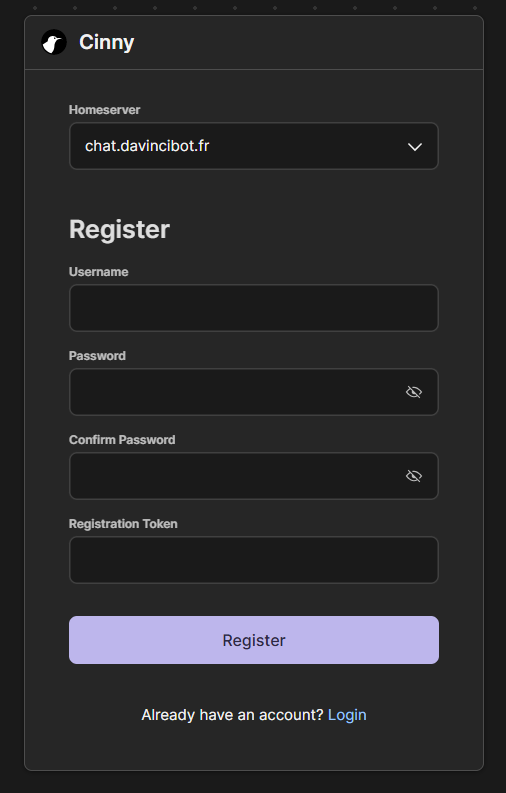 Cinny
Homeserver
chat.davincibot.fr
Register
Username
Password
Confirm Password
Registration Token
Register
Already have an account? Login